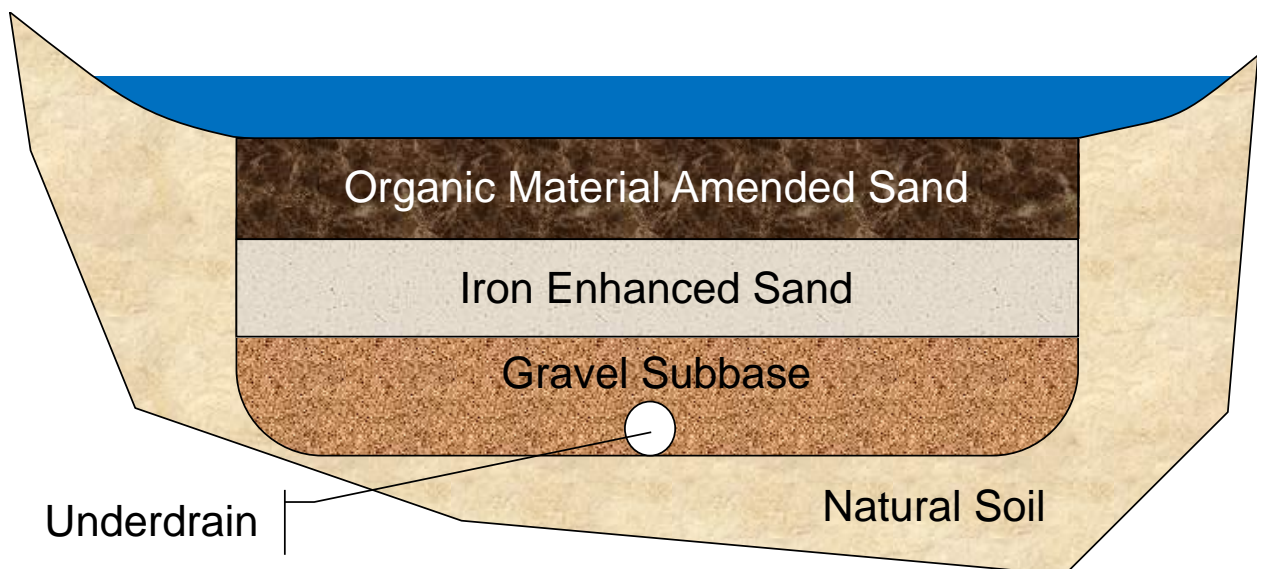 Organic Material Amended Sand
Iron Enhanced Sand
Gravel Subbase
Underdrain
Natural Soil